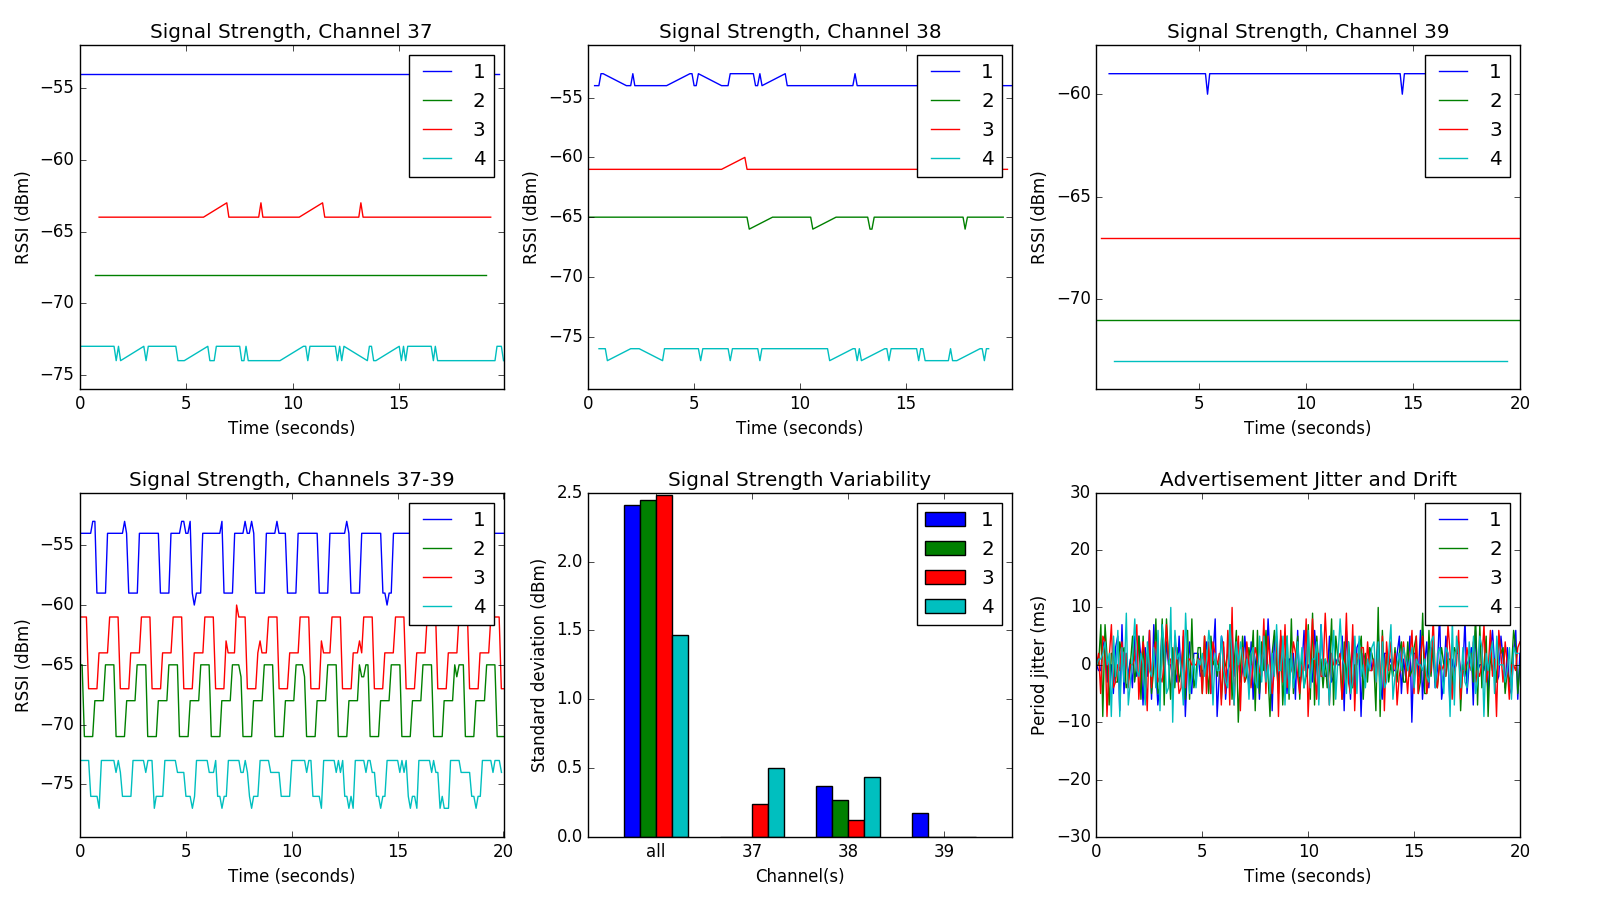 Signal Strength, Channel 37
RSSI (dBm)
−55
−60
−65
−70
−75
0 5 10 15
Time (seconds)
1
2
3
4
Signal Strength, Channel 38
RSSI (dBm)
−55
−60
−65
−70
−75
0 5 10 15
Time (seconds)
1
2
3
4
Signal Strength, Channel 39
RSSI (dBm)
−60
−65
−70
5 10 15 20
Time (seconds)
1
2
3
4
Signal Strength, Channels 37-39
RSSI (dBm)
−55
−60
−65
−70
−75
0 5 10 15 20
Time (seconds)
1
2
3
4
Signal Strength Variability
Standard deviation (dBm)
2.5
2.0
1.5
1.0
0.5
0.0
all 37 38 39
Channel(s)
1
2
3
4
Advertisement Jitter and Drift
Period jitter (ms)
30
20
10
0
−10
−20
−30
0 5 10 15 20
Time (seconds)
1
2
3
4